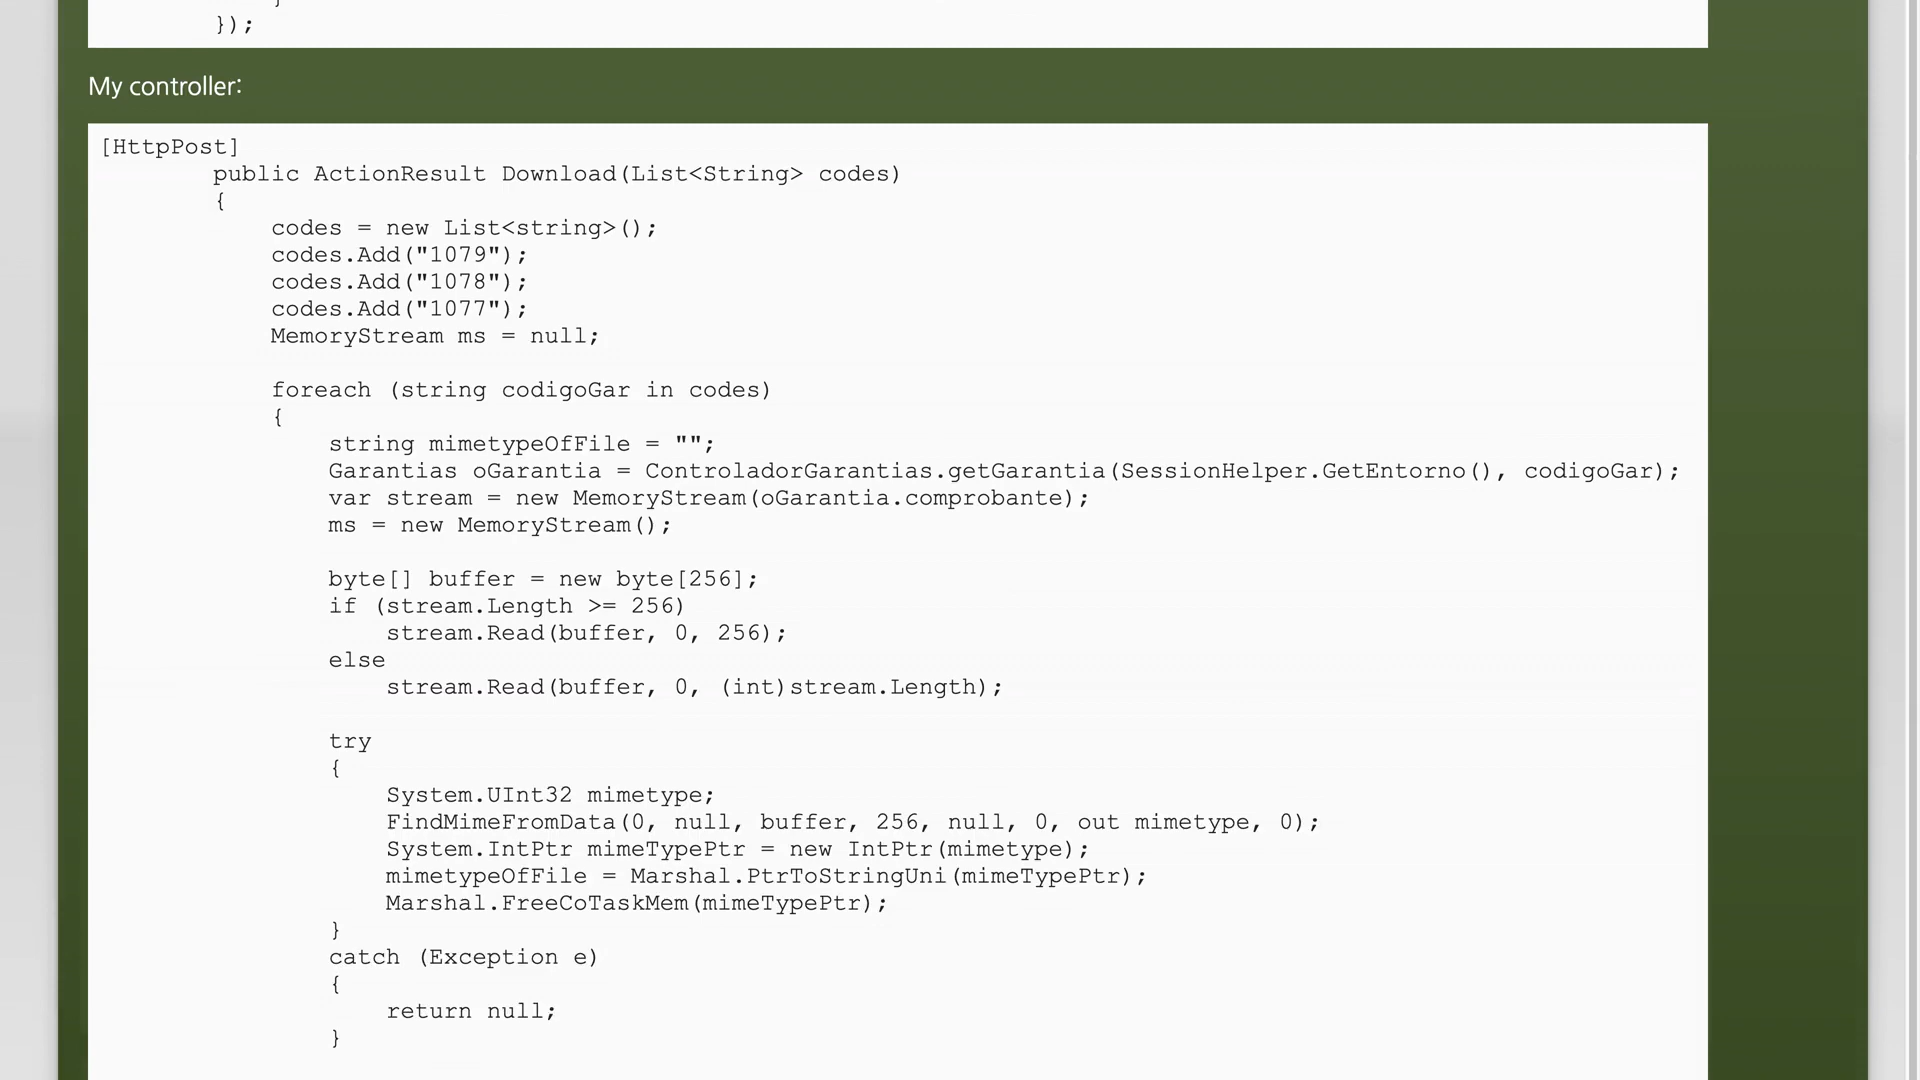 });
My controller:
[HttpPost]
public ActionResult Download(List<String> codes)
{
codes = new List<string>();
codes.Add("1079");
codes.Add("1078");
codes.Add("1077");
MemoryStream ms = null;
foreach (string codigoGar in codes)
{
string mimetypeOfFile = "";
Garantias oGarantia = ControladorGarantias.getGarantia(SessionHelper.GetEntorno(), codigoGar);
var stream = new MemoryStream(oGarantia.comprobante);
ms = new MemoryStream();
byte[] buffer = new byte[256];
if (stream.Length >= 256)
stream.Read(buffer, 0, 256);
else
stream.Read(buffer, 0, (int)stream.Length);
try
{
System.UInt32 mimetype;
FindMimeFromData(0, null, buffer, 256, null, 0, out mimetype, 0);
System.IntPtr mimeTypePtr = new IntPtr(mimetype);
mimetypeOfFile = Marshal.PtrToStringUni(mimeTypePtr);
Marshal.FreeCoTaskMem(mimeTypePtr);
}
catch (Exception e)
{
return null;
}